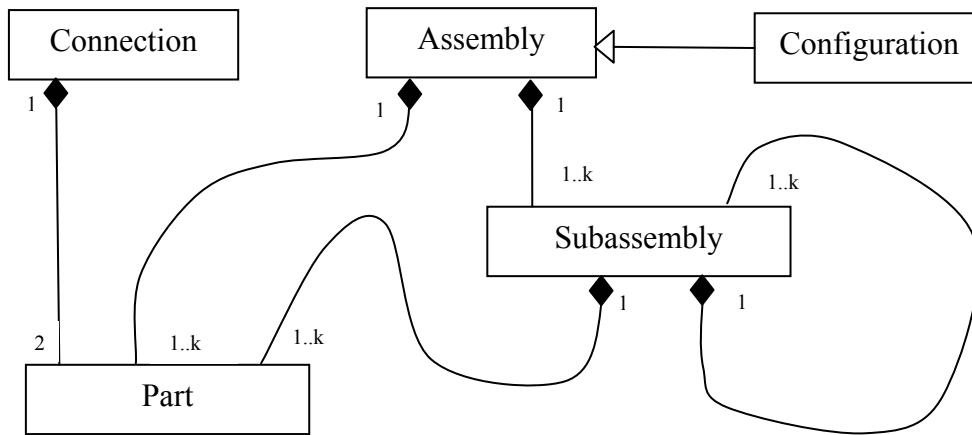 Connection
Assembly
Configuration
1
1
1
1..k
1..k
Subassembly
1
1
2
1..k
1..k
Part